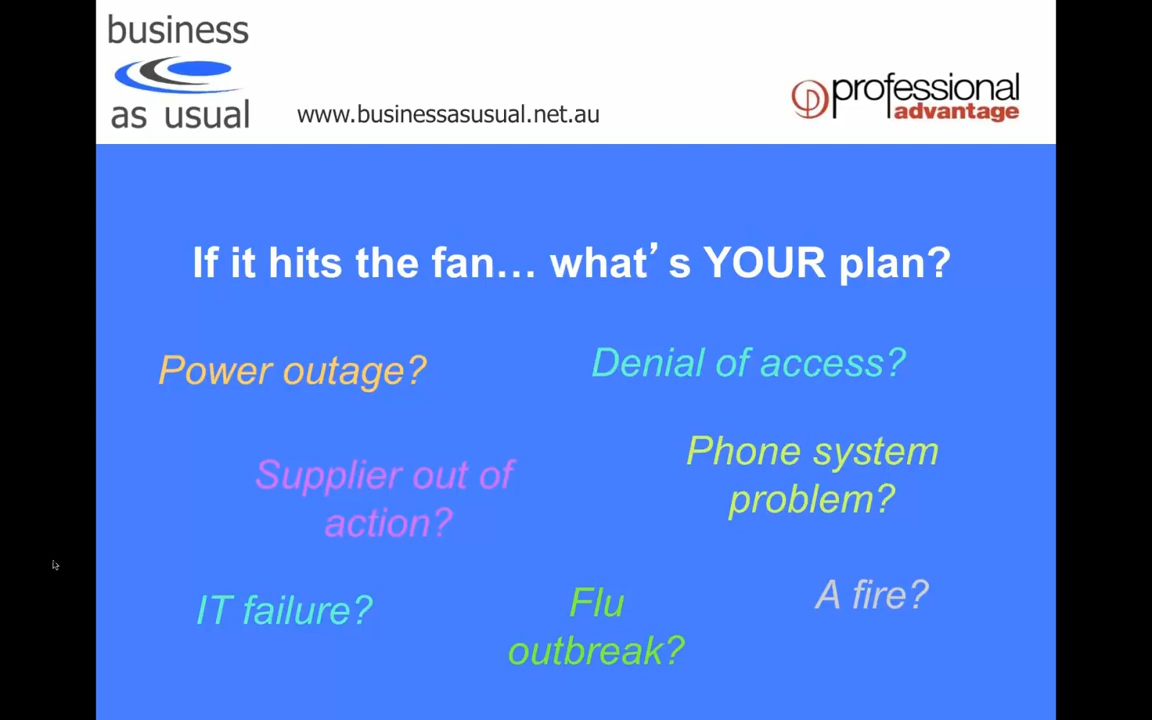 business
as usual
www.businessasusual.net.au
professional
advantage
If it hits the fan… what’s YOUR plan?
Power outage?
Denial of access?
Supplier out of
action?
Phone system
problem?
IT failure?
Flu
outbreak?
A fire?